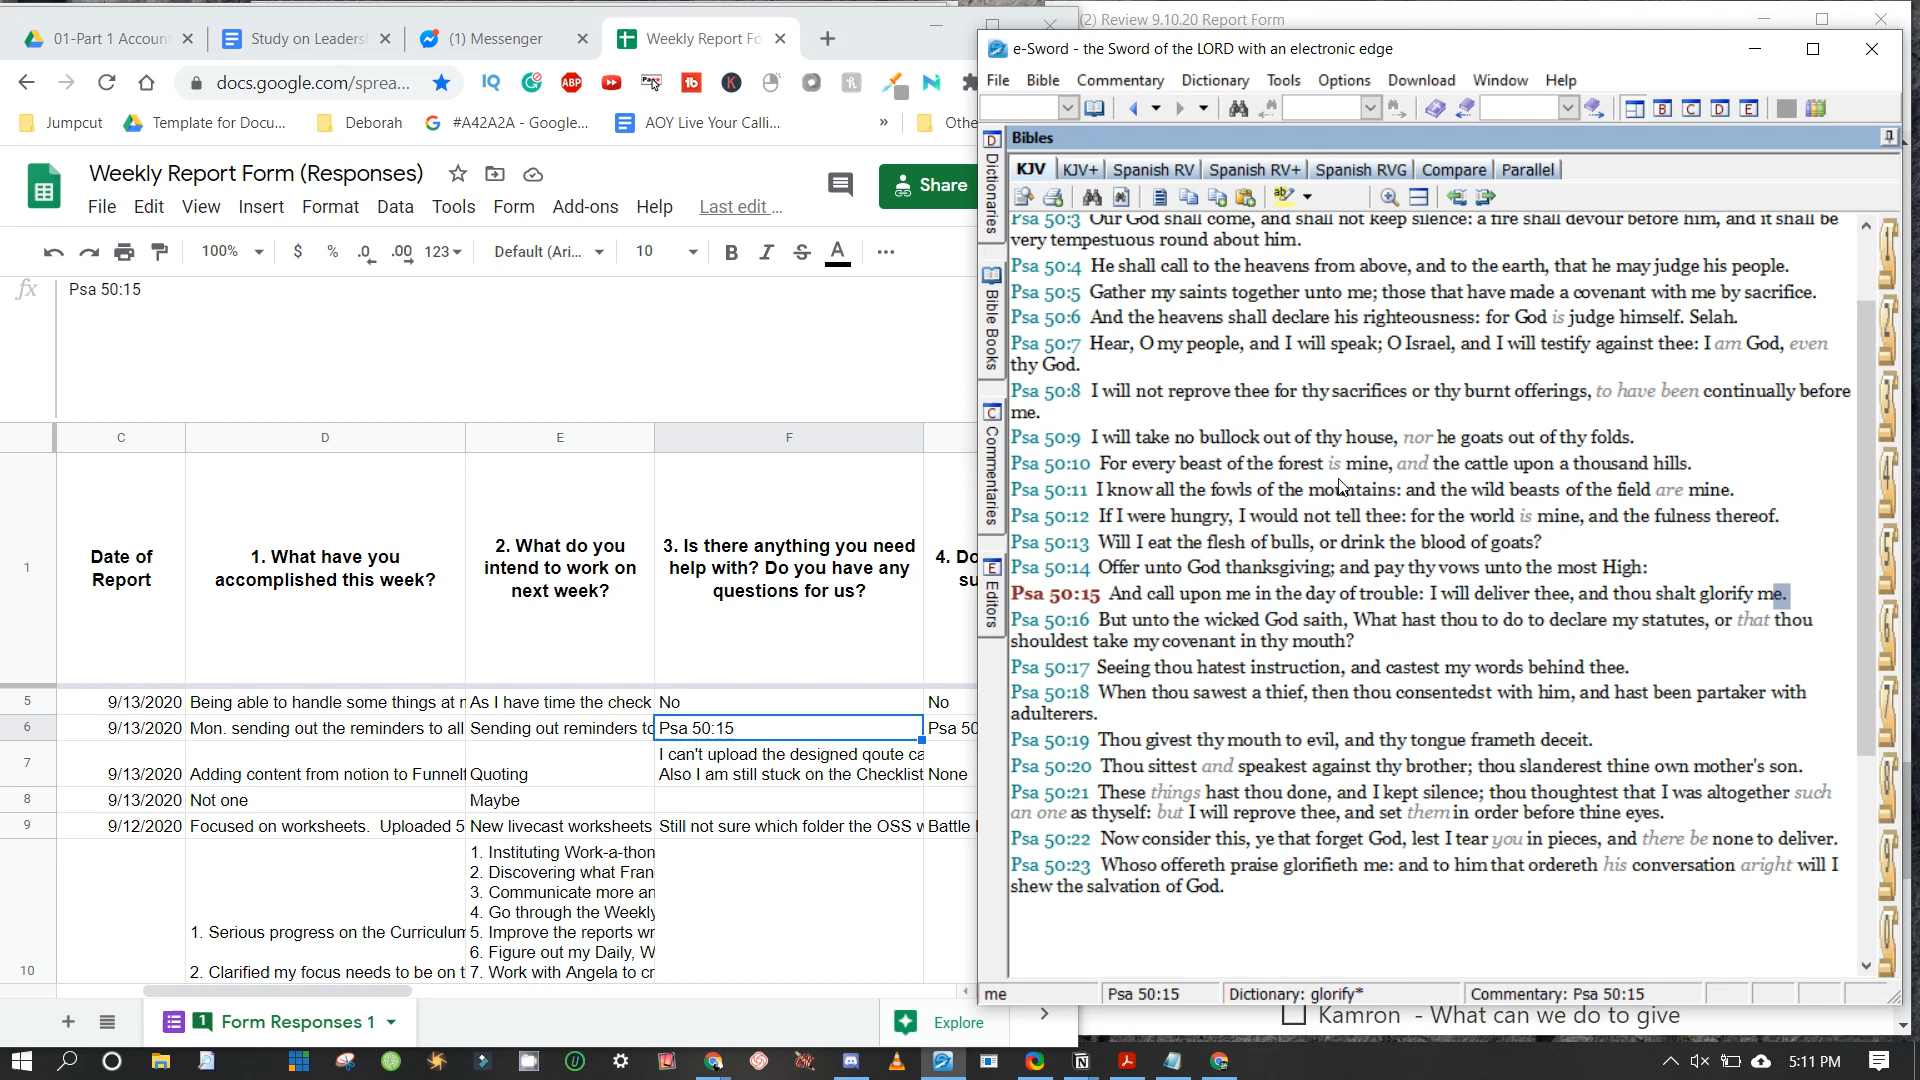 01-Part 1 Accoun
Study on Leaders
(1) Messenger
Weekly Report Fo
docs.google.com/sprea...
Jumpcut
Template for Docu...
Deborah
#A42A2A - Google...
AOY Live Your Calli...
»
Othe
Weekly Report Form (Responses)
Share
File Edit View Insert Format Data Tools Form Add-ons Help Last edit ...
100% $ % .0 .00 123 Default (Ari... 10 B I S A
fx Psa 50:15
C D E F
1
Date of
Report
1. What have you
accomplished this week?
2. What do you
intend to work on
next week?
3. Is there anything you need
help with? Do you have any
questions for us?
4. Do
su
5 9/13/2020 Being able to handle some things at As I have time the check No No
6 9/13/2020 Mon. sending out the reminders to all Sending out reminders to Psa 50:15 Psa 50
I can't upload the designed qoute ca
7 9/13/2020 Adding content from notion to Funnel Quoting Also I am still stuck on the Checklist None
8 9/13/2020 Not one Maybe
9 9/12/2020 Focused on worksheets. Uploaded 5 New livecast worksheets Still not sure which folder the OSS w Battle
1. Instituting Work-a-thon
2. Discovering what Fran
3. Communicate more an
4. Go through the Weekly
1. Serious progress on the Curriculum 5. Improve the reports wr
6. Figure out my Daily, W
10 2. Clarified my focus needs to be on t 7. Work with Angela to cr
1 Form Responses 1
Explore
(2) Review 9.10.20 Report Form
e-Sword - the Sword of the LORD with an electronic edge
File Bible Commentary Dictionary Tools Options Download Window Help
B C D E
Bibles
KJV KJV+ Spanish RV Spanish RV+ Spanish RVG Compare Parallel
D Dictionaries
Bible Books
C Commentaries
E Editors
Psa 50:3 Our God shall come, and shall not keep silence: a fire shall devour before him, and it shall be
very tempestuous round about him.
Psa 50:4 He shall call to the heavens from above, and to the earth, that he may judge his people.
Psa 50:5 Gather my saints together unto me; those that have made a covenant with me by sacrifice.
Psa 50:6 And the heavens shall declare his righteousness: for God is judge himself. Selah.
Psa 50:7 Hear, O my people, and I will speak; O Israel, and I will testify against thee: I am God, even
thy God.
Psa 50:8 I will not reprove thee for thy sacrifices or thy burnt offerings, to have been continually before
me.
Psa 50:9 I will take no bullock out of thy house, nor he goats out of thy folds.
Psa 50:10 For every beast of the forest is mine, and the cattle upon a thousand hills.
Psa 50:11 I know all the fowls of the mountains: and the wild beasts of the field are mine.
Psa 50:12 If I were hungry, I would not tell thee: for the world is mine, and the fulness thereof.
Psa 50:13 Will I eat the flesh of bulls, or drink the blood of goats?
Psa 50:14 Offer unto God thanksgiving; and pay thy vows unto the most High:
Psa 50:15 And call upon me in the day of trouble: I will deliver thee, and thou shalt glorify me.
Psa 50:16 But unto the wicked God saith, What hast thou to do to declare my statutes, or that thou
shouldest take my covenant in thy mouth?
Psa 50:17 Seeing thou hatest instruction, and castest my words behind thee.
Psa 50:18 When thou sawest a thief, then thou consentedst with him, and hast been partaker with
adulterers.
Psa 50:19 Thou givest thy mouth to evil, and thy tongue frameth deceit.
Psa 50:20 Thou sittest and speakest against thy brother; thou slanderest thine own mother's son.
Psa 50:21 These things hast thou done, and I kept silence; thou thoughtest that I was altogether such
an one as thyself: but I will reprove thee, and set them in order before thine eyes.
Psa 50:22 Now consider this, ye that forget God, lest I tear you in pieces, and there be none to deliver.
Psa 50:23 Whoso offereth praise glorifieth me: and to him that ordereth his conversation aright will I
shew the salvation of God.
me Psa 50:15 Dictionary: glorify* Commentary: Psa 50:15
Kamron - What can we do to give
5:11 PM